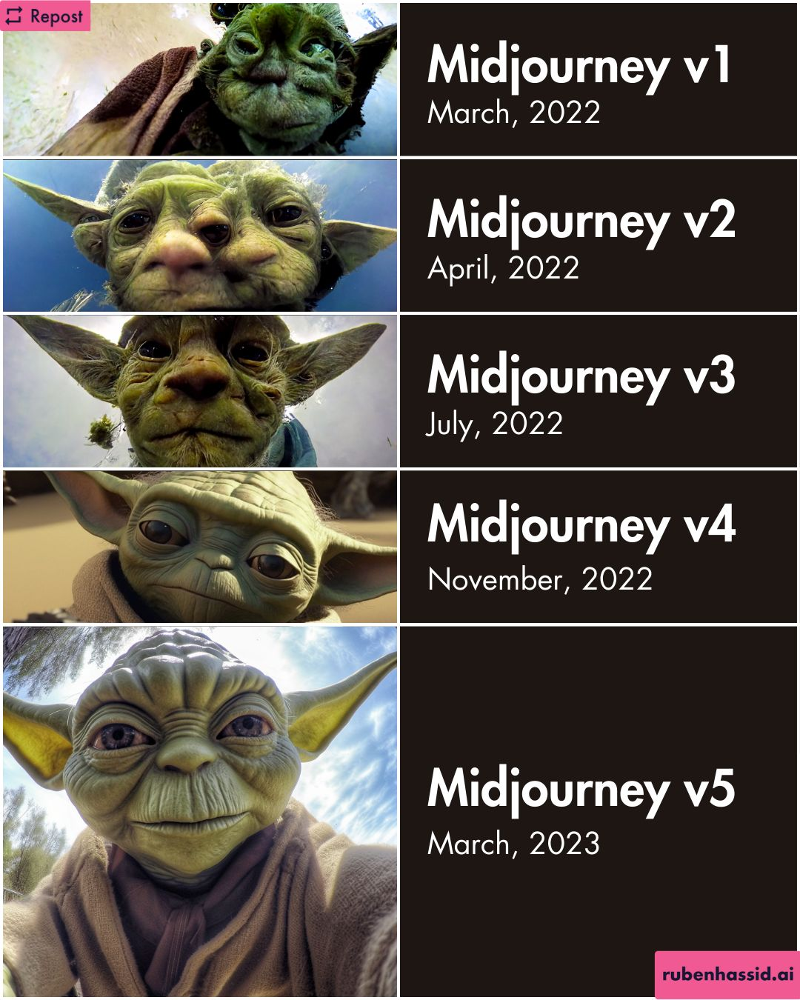 Repost
Midjourney v1
March, 2022
Midjourney v2
April, 2022
Midjourney v3
July, 2022
Midjourney v4
November, 2022
Midjourney v5
March, 2023
rubenhassid.ai